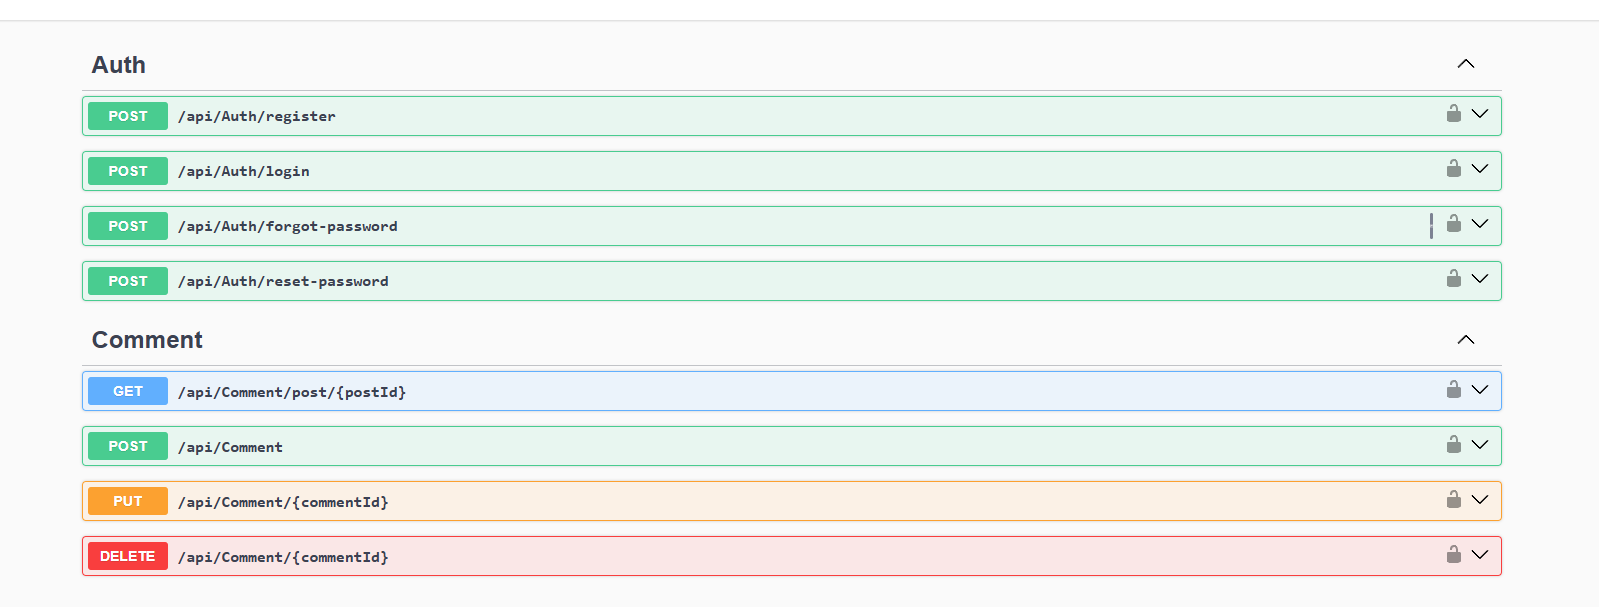 Auth
POST /api/Auth/register
POST /api/Auth/login
POST /api/Auth/forgot-password
POST /api/Auth/reset-password
Comment
GET /api/Comment/post/{postId}
POST /api/Comment
PUT /api/Comment/{commentId}
DELETE /api/Comment/{commentId}